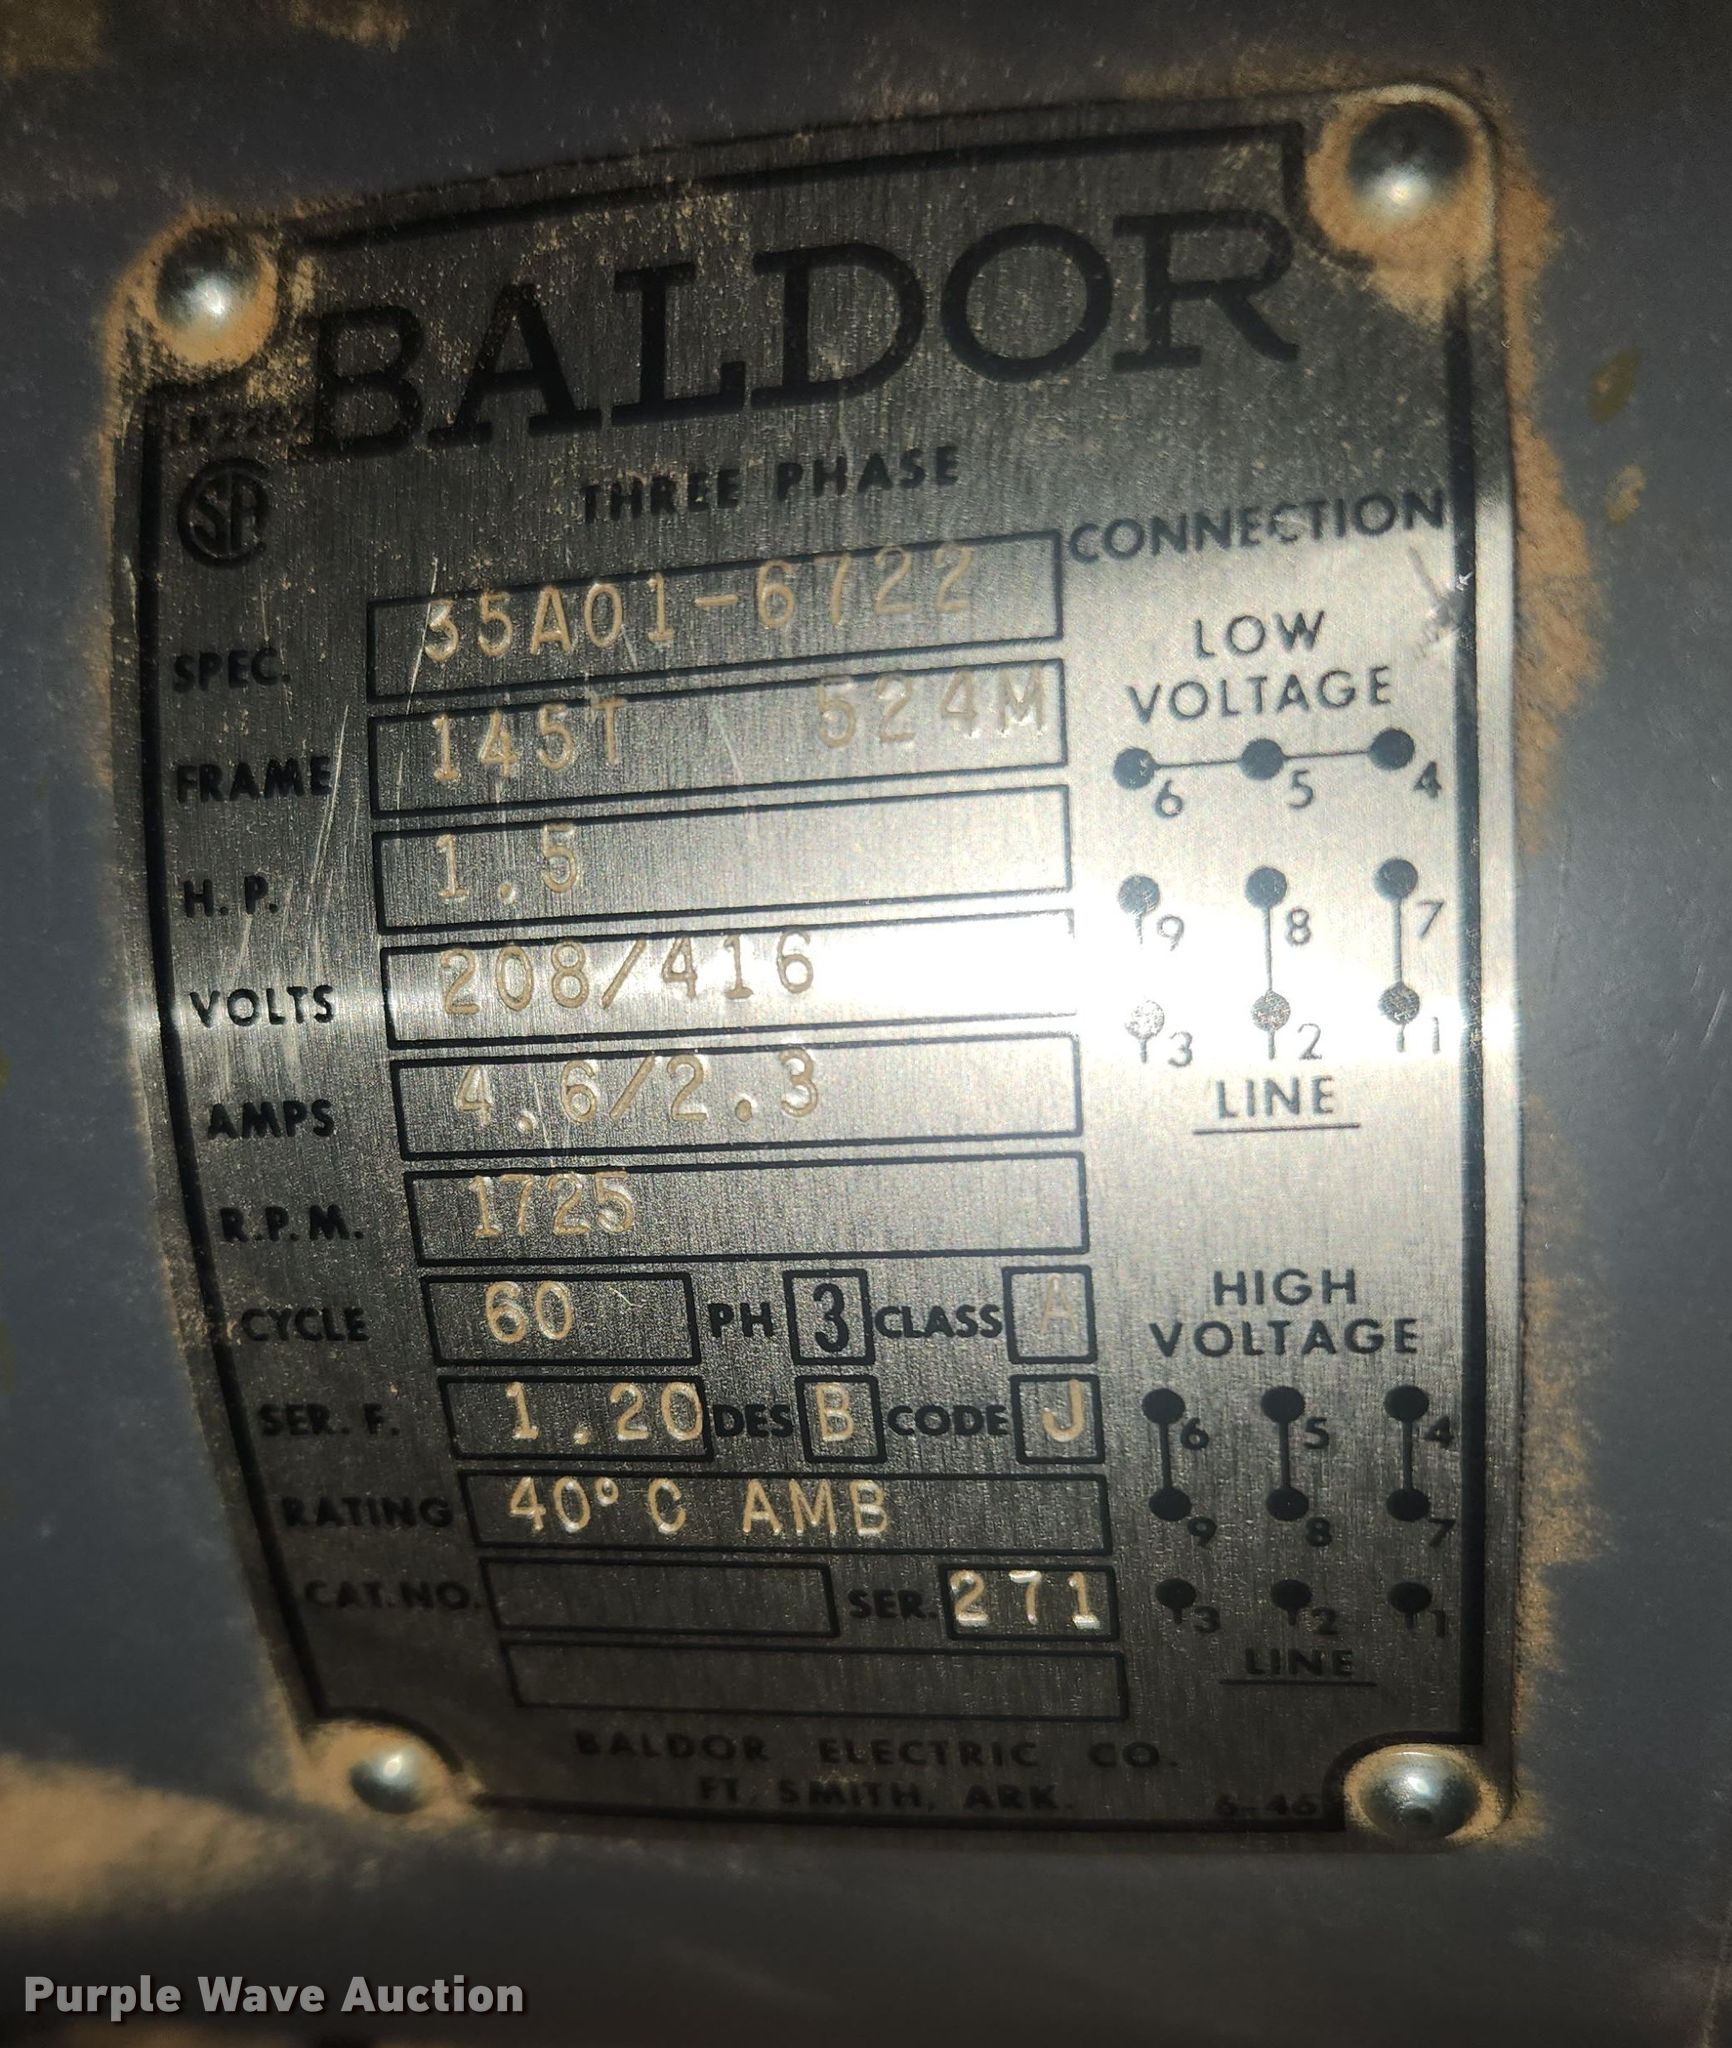 BALDOR
THREE PHASE
SPEC. 35A01-6722
FRAME 145T 524M
H.P. 1.5
VOLTS 208/416
AMPS 4.6/2.3
R.P.M. 1725
CYCLE 60 PH 3 CLASS A
SER. F. 1.20 DES B CODE J
RATING 40°C AMB
CAT. NO. SER. 271
CONNECTION
LOW
VOLTAGE
6 5 4
9 8 7
3 2 1
LINE
HIGH
VOLTAGE
6 5 4
9 8 7
3 2 1
LINE
BALDOR ELECTRIC CO.
FT. SMITH, ARK. 6-46
Purple Wave Auction